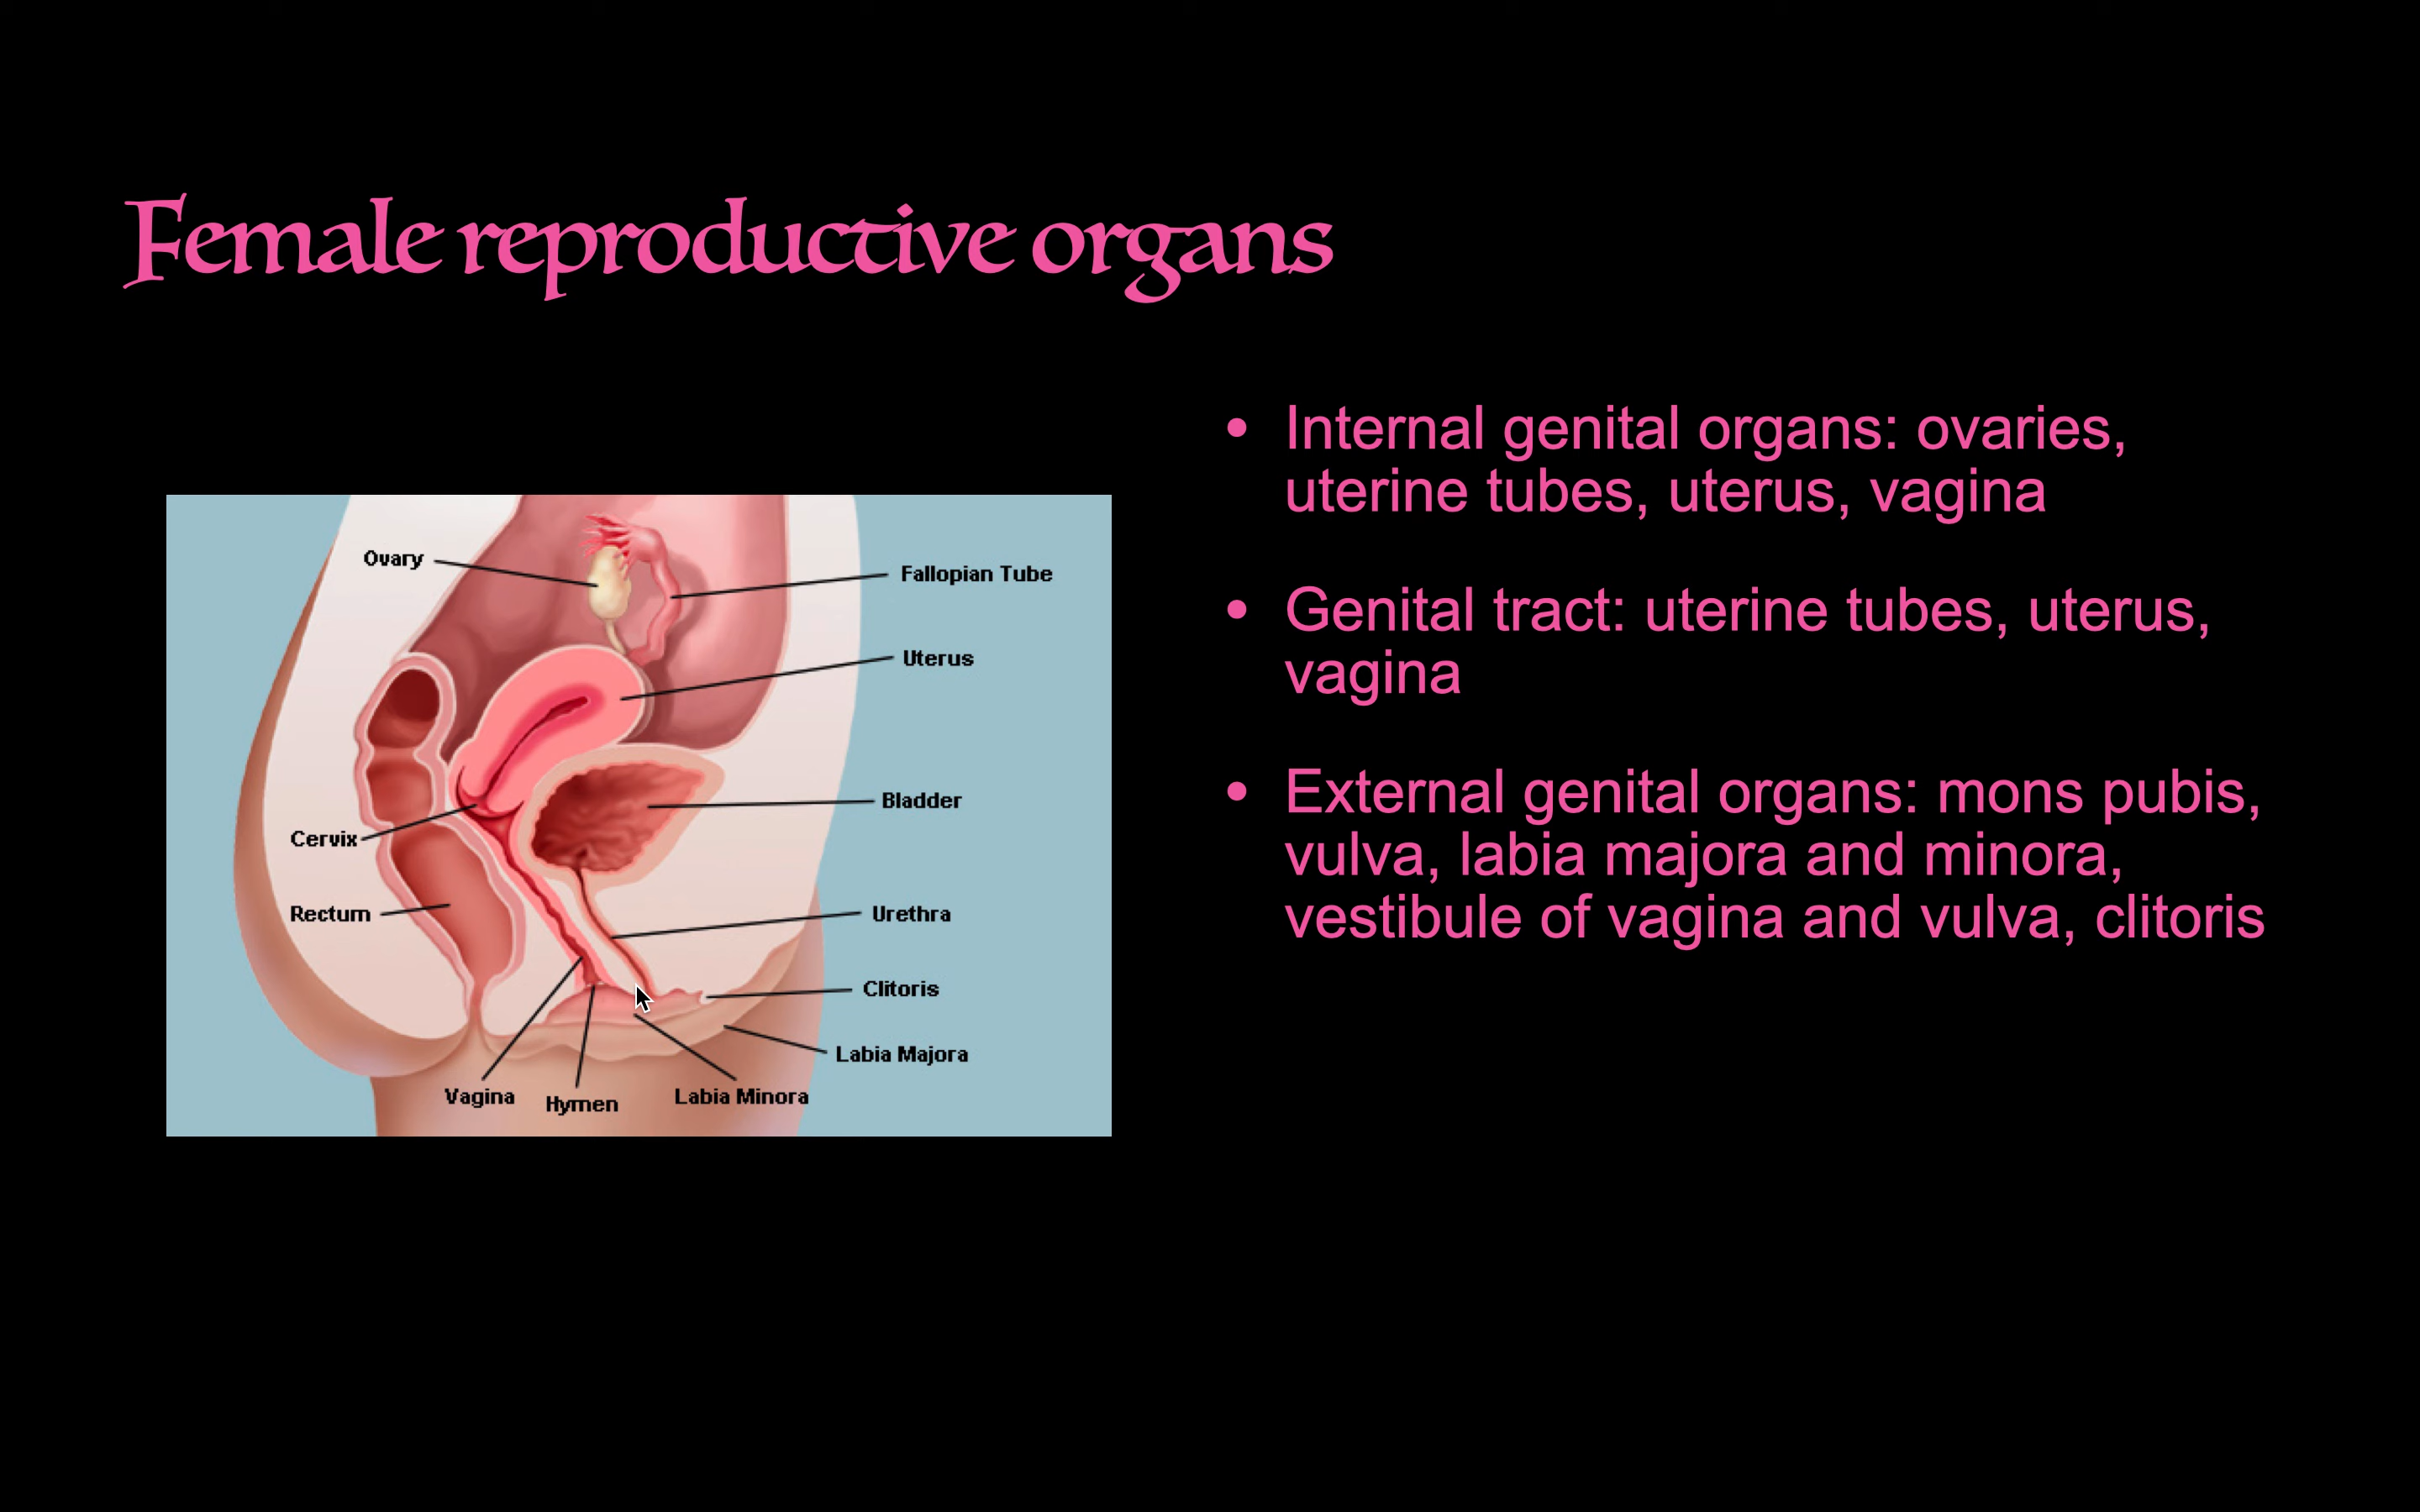 Female reproductive organs
• Internal genital organs: ovaries,
uterine tubes, uterus, vagina
• Genital tract: uterine tubes, uterus,
vagina
• External genital organs: mons pubis,
vulva, labia majora and minora,
vestibule of vagina and vulva, clitoris
Ovary
Fallopian Tube
Uterus
Bladder
Cervix
Rectum
Urethra
Clitoris
Labia Majora
Vagina
Hymen
Labia Minora